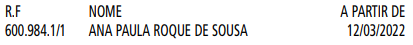 R.F NOME A PARTIR DE
600.984.1/1 ANA PAULA ROQUE DE SOUSA 12/03/2022